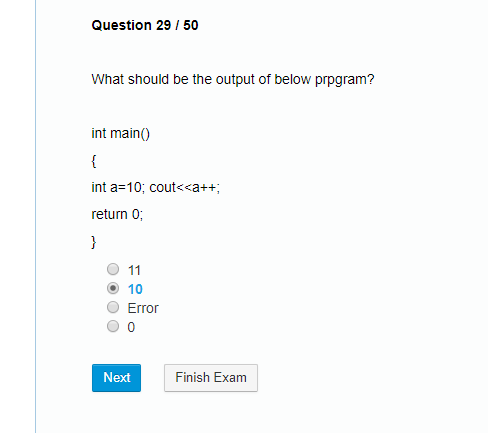 Question 29 / 50
What should be the output of below prpgram?
int main()
{
int a=10; cout<<a++;
return 0;
}
11
10
Error
0
Next Finish Exam